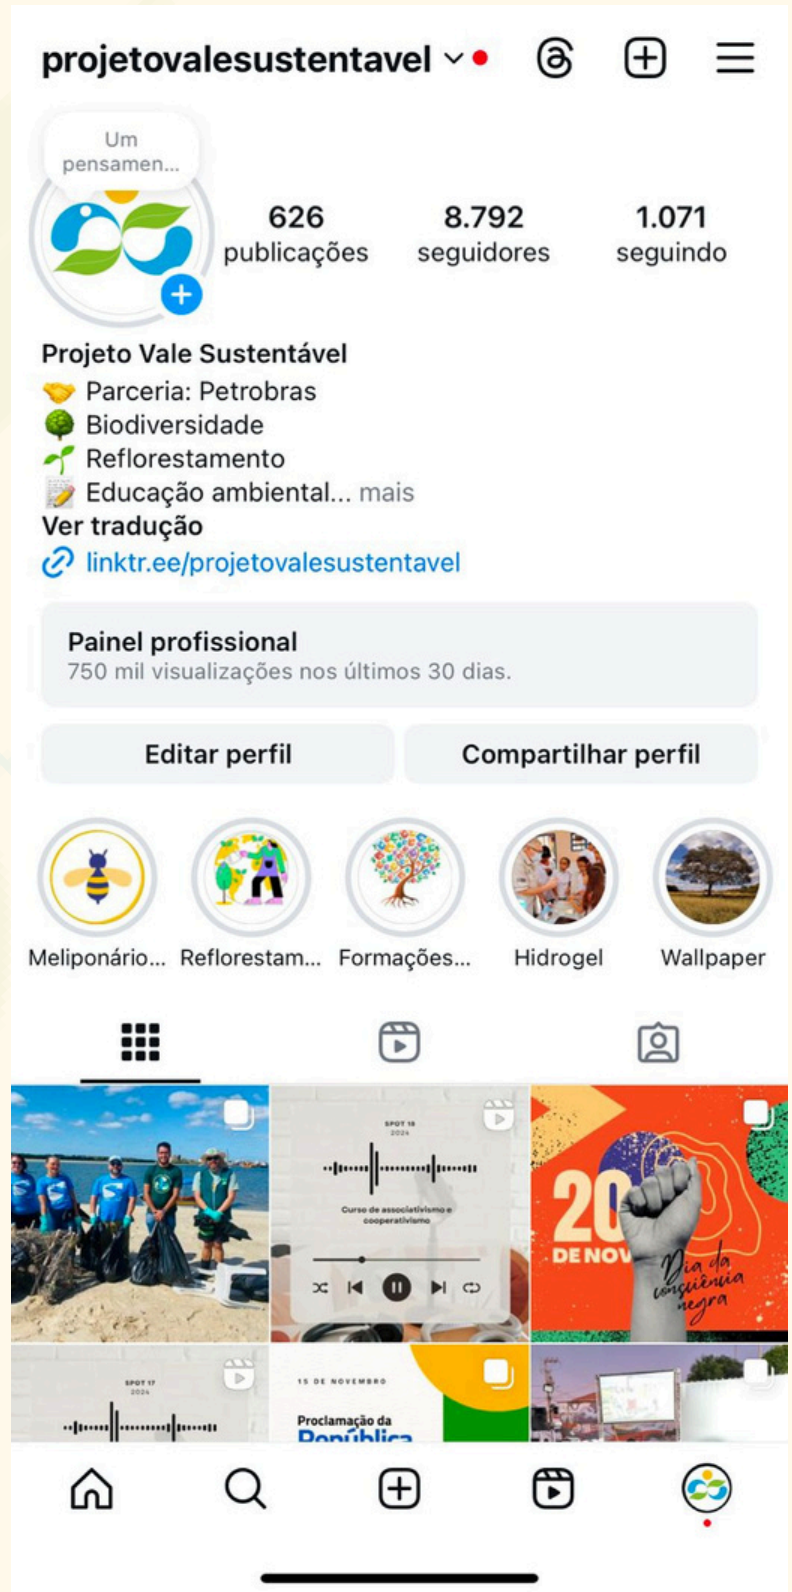 projetovalesustentavel
Um
pensamen...
626
publicações
8.792
seguidores
1.071
seguindo
Projeto Vale Sustentável
Parceria: Petrobras
Biodiversidade
Reflorestamento
Educação ambiental... mais
Ver tradução
linktr.ee/projetovalesustentavel
Painel profissional
750 mil visualizações nos últimos 30 dias.
Editar perfil
Compartilhar perfil
Meliponário...
Reflorestam...
Formações...
Hidrogel
Wallpaper
SPOT 18
2024
Curso de associativismo e
cooperativismo
20
DE NOV
Dia da
consciência
negra
SPOT 17
2024
15 DE NOVEMBRO
Proclamação da
República